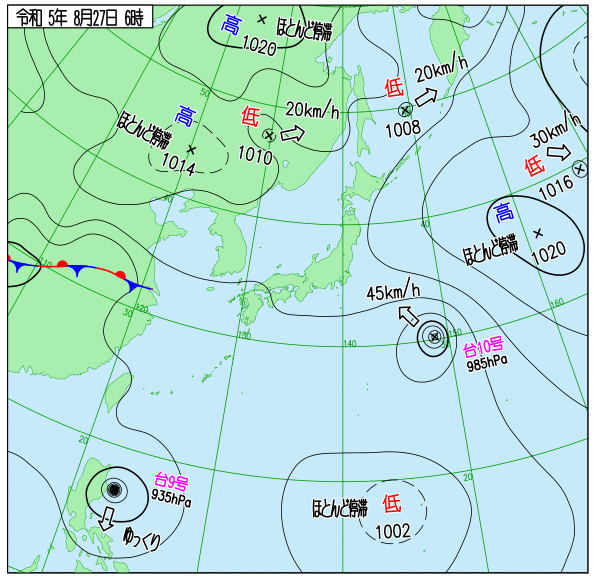 令和 5年 8月27日 6時
高
ほとんど停滞
1020
50
高
低
20km/h
ほとんど停滞
1014
1010
低
20km/h
1008
30km/h
低
1016
40
高
40
ほとんど停滞
1020
110
45km/h
30
120
130
140
150
160
台10号
985hPa
20
20
台9号
935hPa
ゆっくり
ほとんど停滞
低
1002